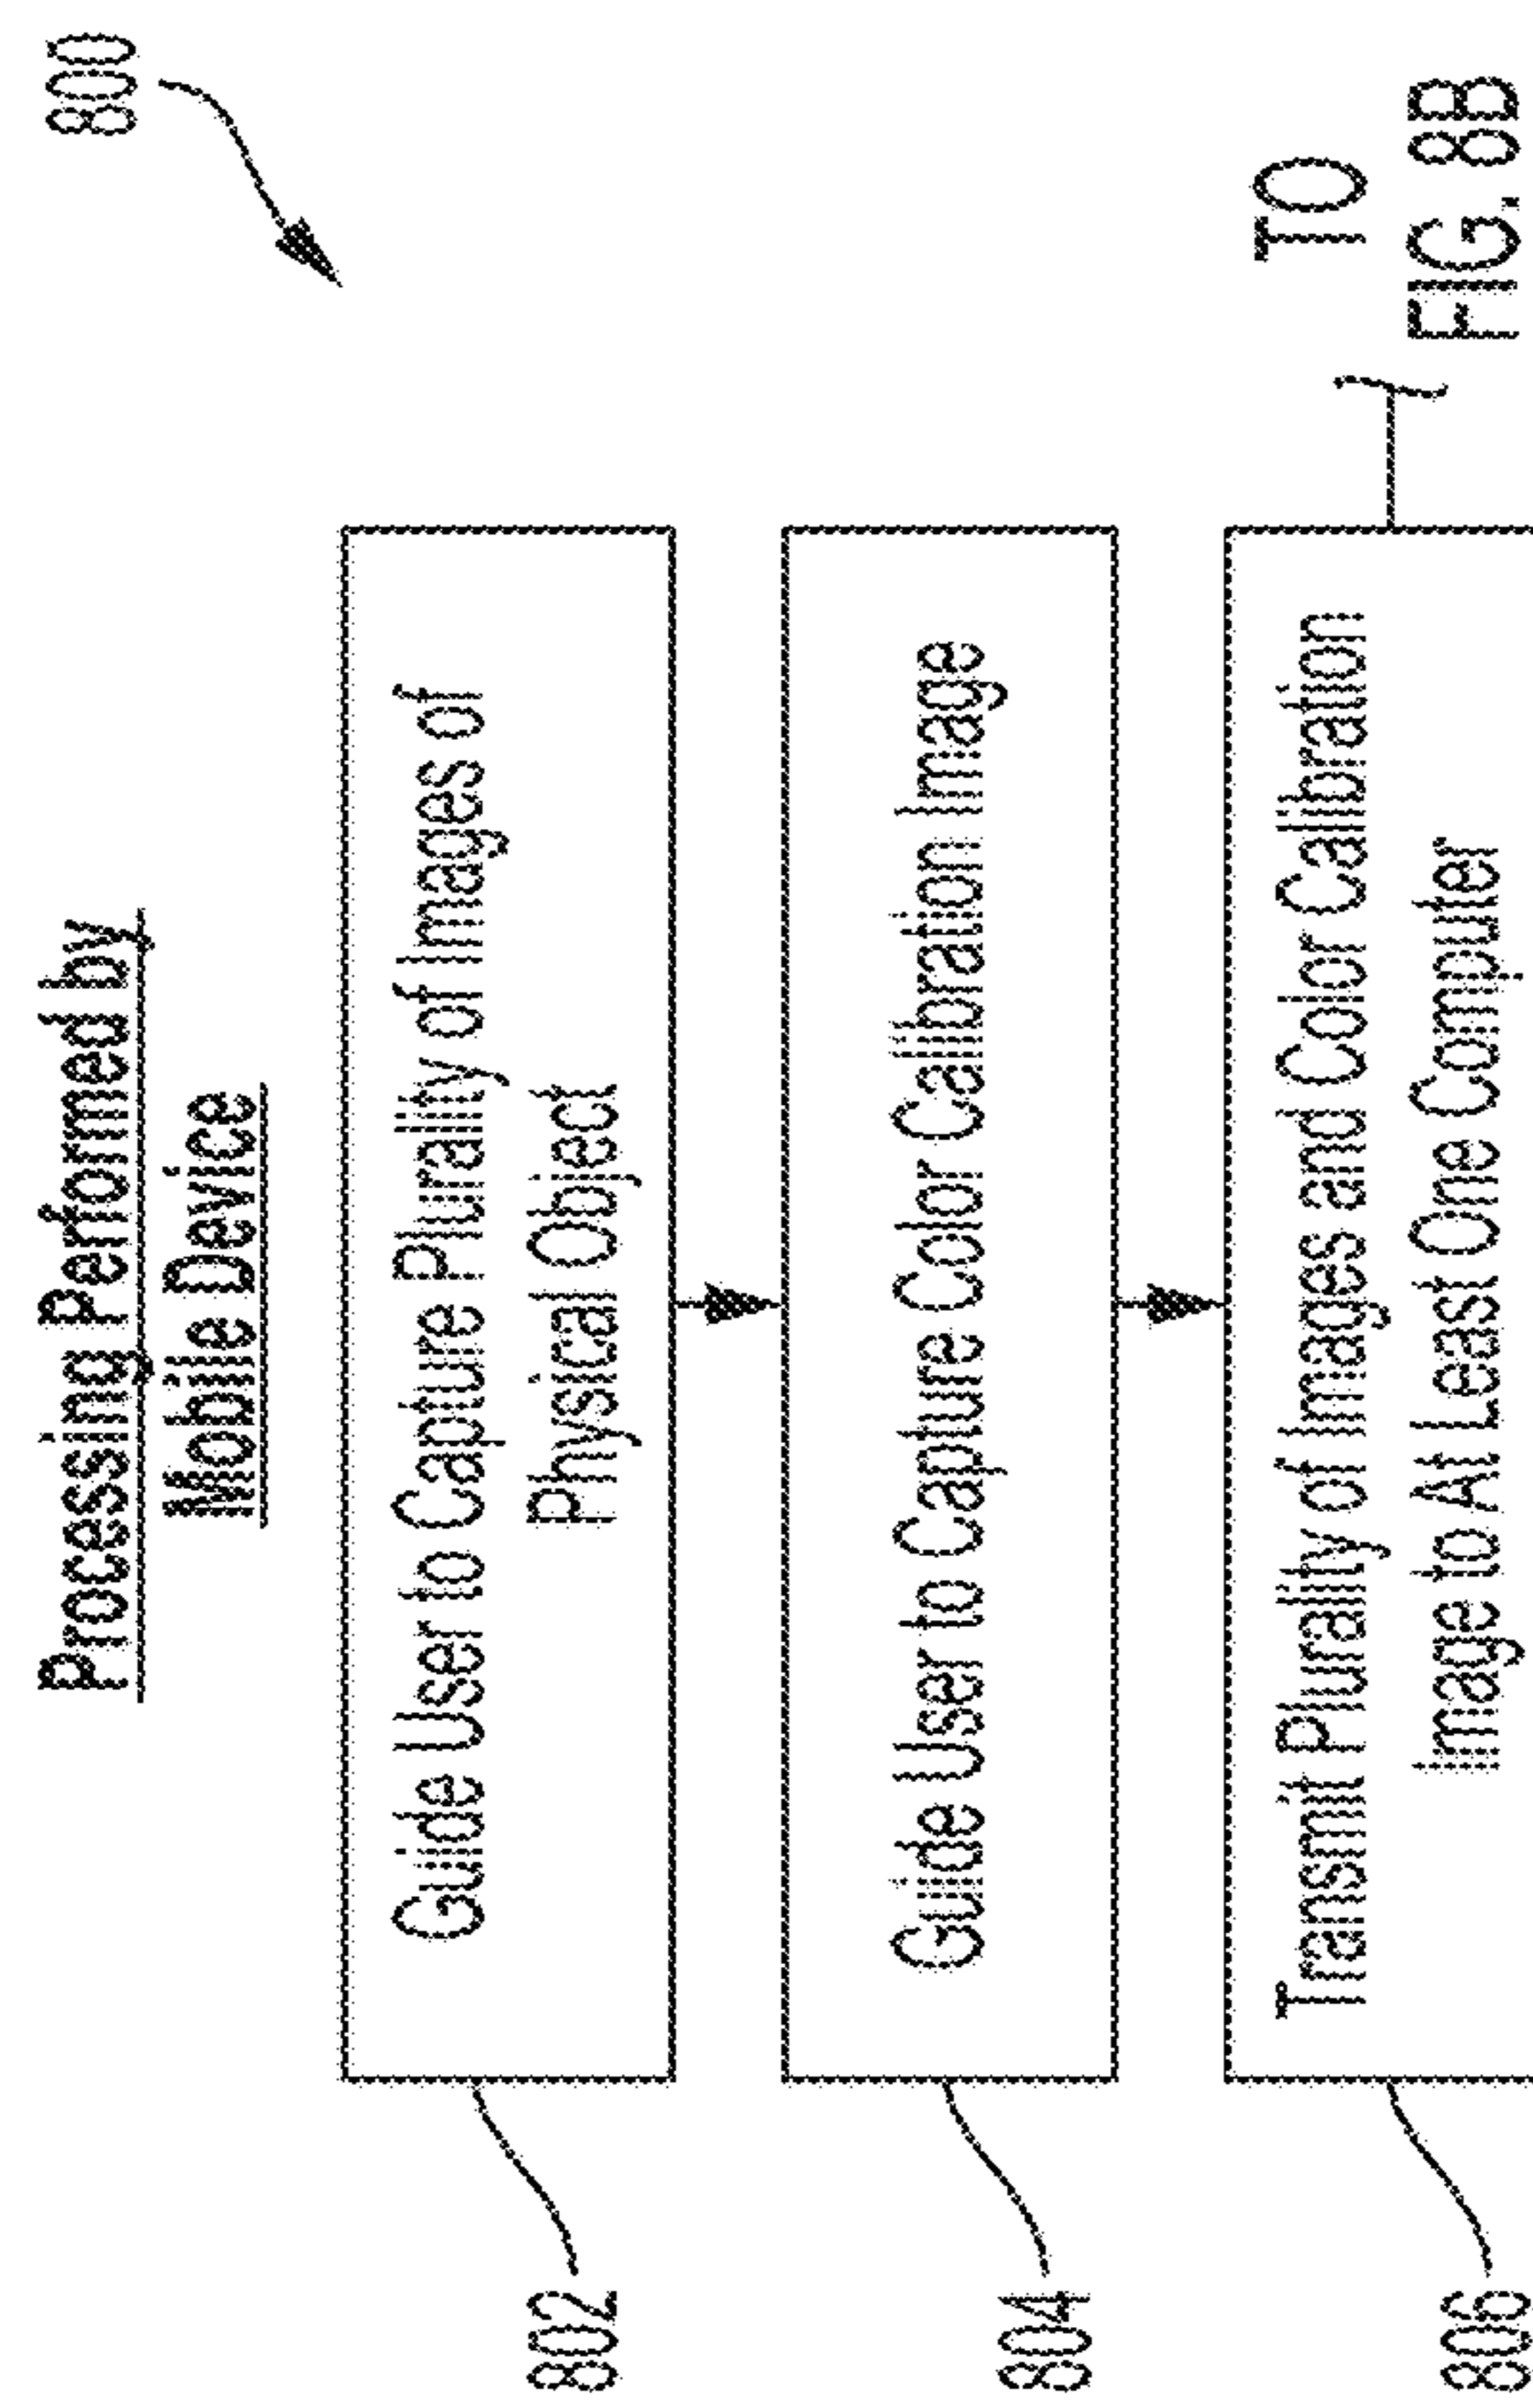 800
Processing Performed by
Mobile Device
802
Guide User to Capture Plurality of Images of
Physical Object
804
Guide User to Capture Color Calibration Image
806
Transmit Plurality of Images and Color Calibration
Image to At Least One Computer
TO
FIG. 8B